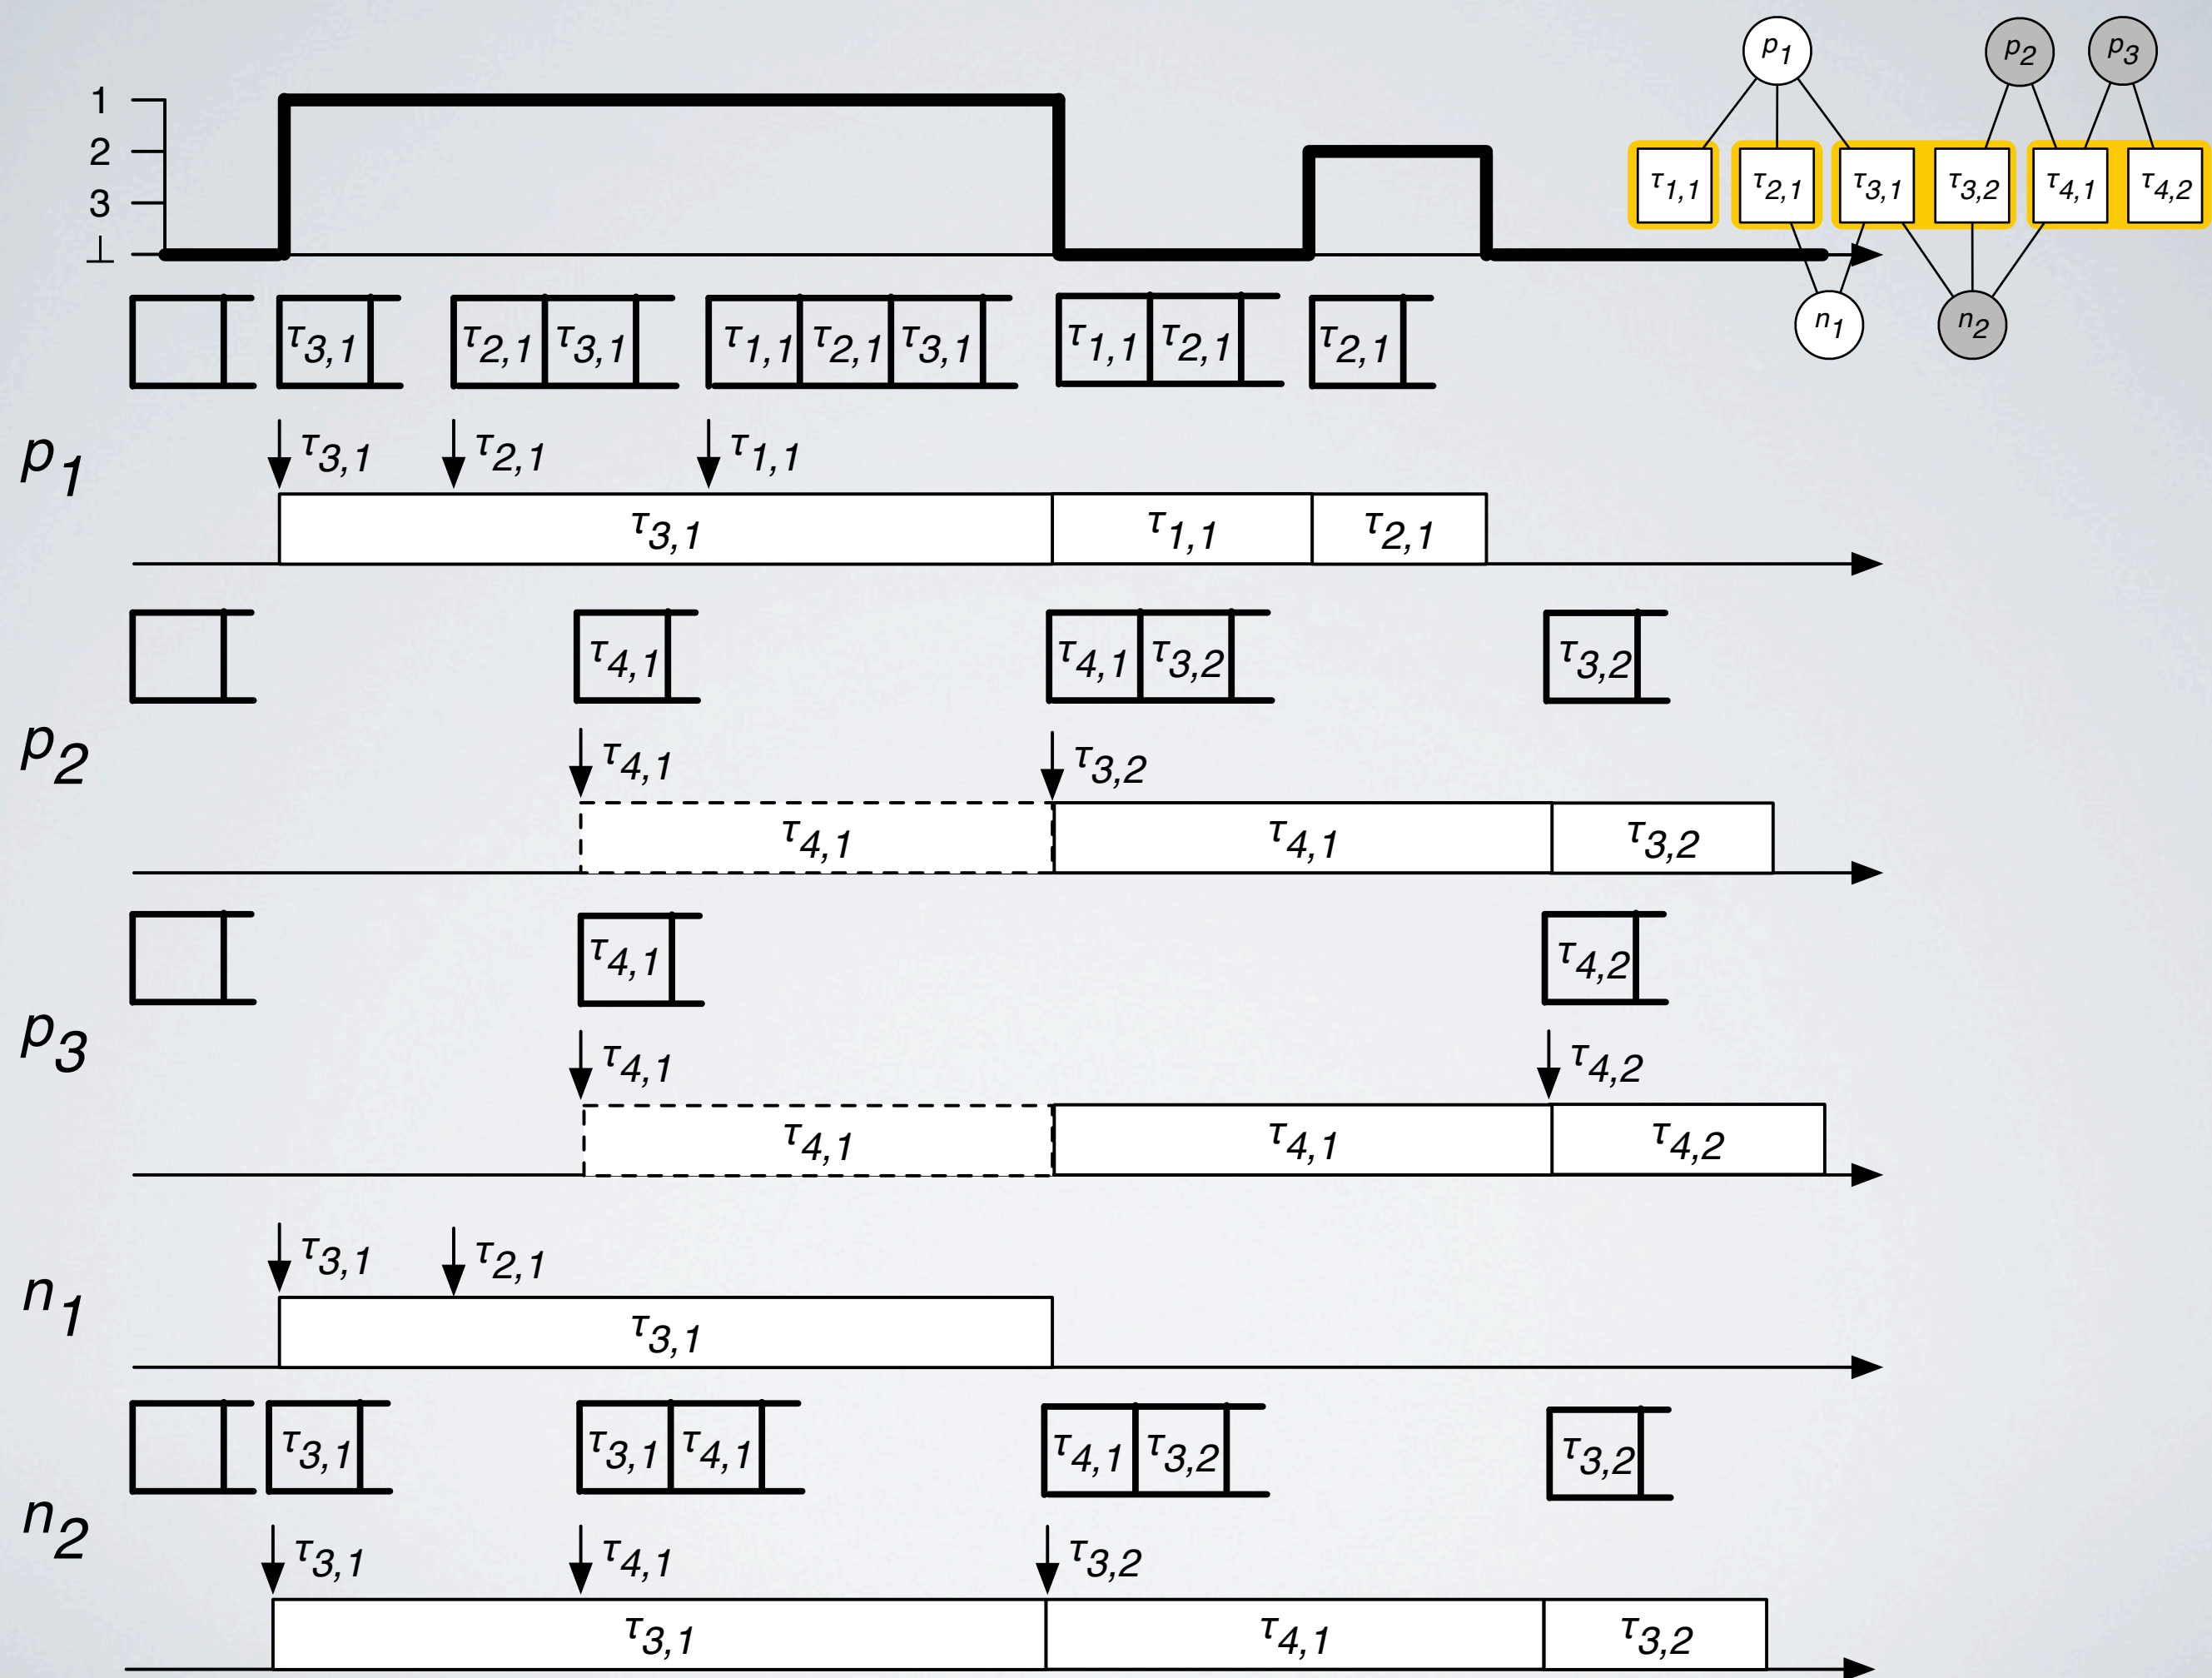 p1 p2 p3
1
2
3
⊥
τ1,1 τ2,1 τ3,1 τ3,2 τ4,1 τ4,2
n1 n2
τ3,1 τ2,1 τ3,1 τ1,1 τ2,1 τ3,1 τ1,1 τ2,1 τ2,1
p1
τ3,1 τ2,1 τ1,1
τ3,1 τ1,1 τ2,1
τ4,1 τ4,1 τ3,2 τ3,2
p2
τ4,1 τ3,2
τ4,1 τ4,1 τ3,2
τ4,1 τ4,2
p3
τ4,1 τ4,2
τ4,1 τ4,1 τ4,2
τ3,1 τ2,1
n1
τ3,1
τ3,1 τ3,1 τ4,1 τ4,1 τ3,2 τ3,2
n2
τ3,1 τ4,1 τ3,2
τ3,1 τ4,1 τ3,2